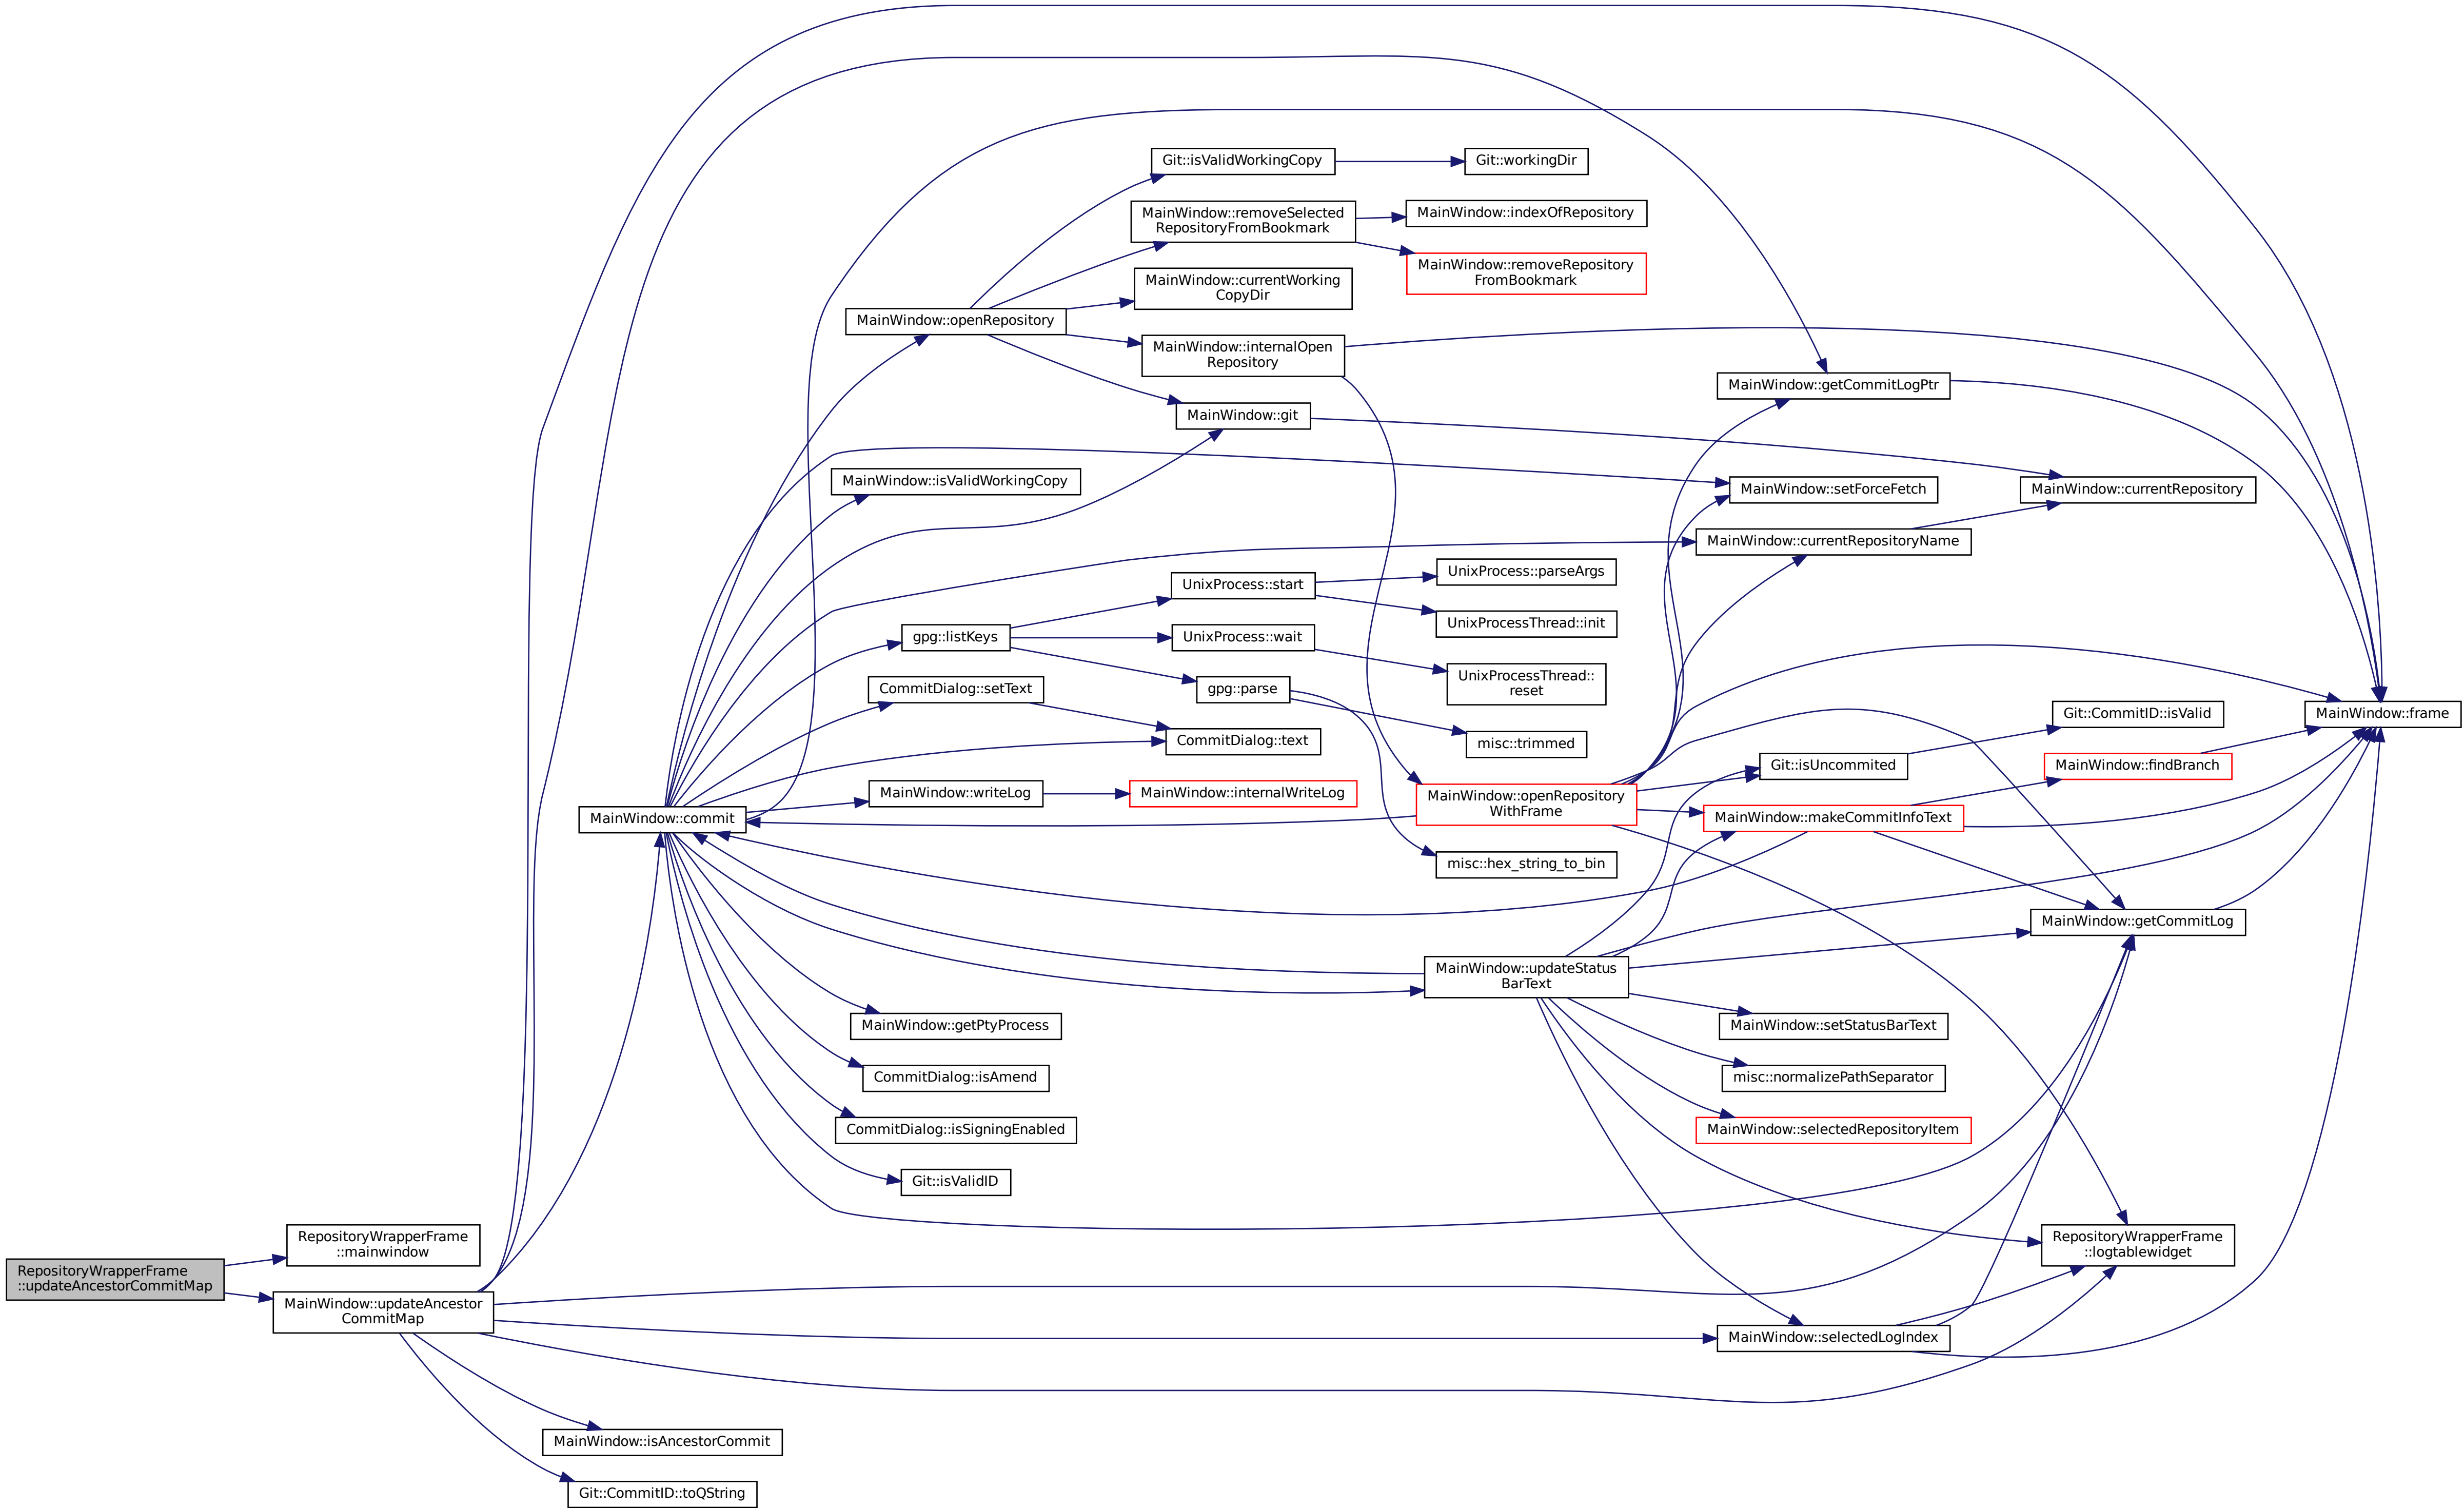 Git::isValidWorkingCopy
Git::workingDir
MainWindow::removeSelected
RepositoryFromBookmark
MainWindow::indexOfRepository
MainWindow::removeRepository
FromBookmark
MainWindow::currentWorking
CopyDir
MainWindow::openRepository
MainWindow::internalOpen
Repository
MainWindow::getCommitLogPtr
MainWindow::git
MainWindow::isValidWorkingCopy
MainWindow::setForceFetch
MainWindow::currentRepository
MainWindow::currentRepositoryName
UnixProcess::start
UnixProcess::parseArgs
UnixProcessThread::init
gpg::listKeys
UnixProcess::wait
UnixProcessThread::
reset
CommitDialog::setText
gpg::parse
MainWindow::frame
Git::CommitID::isValid
CommitDialog::text
misc::trimmed
Git::isUncommited
MainWindow::findBranch
MainWindow::writeLog
MainWindow::internalWriteLog
MainWindow::openRepository
WithFrame
MainWindow::commit
MainWindow::makeCommitInfoText
misc::hex_string_to_bin
MainWindow::getCommitLog
MainWindow::updateStatus
BarText
MainWindow::getPtyProcess
MainWindow::setStatusBarText
CommitDialog::isAmend
misc::normalizePathSeparator
CommitDialog::isSigningEnabled
MainWindow::selectedRepositoryItem
Git::isValidID
RepositoryWrapperFrame
::mainwindow
RepositoryWrapperFrame
::logtablewidget
RepositoryWrapperFrame
::updateAncestorCommitMap
MainWindow::updateAncestor
CommitMap
MainWindow::selectedLogIndex
MainWindow::isAncestorCommit
Git::CommitID::toQString